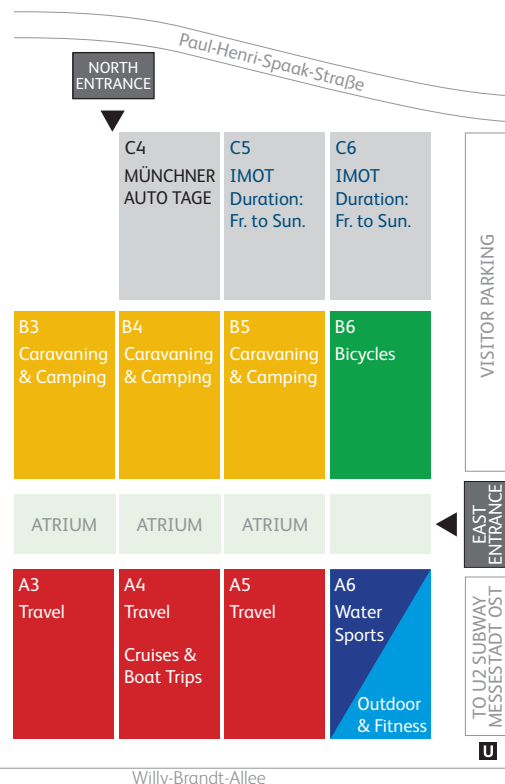 Paul-Henri-Spaak-Straße
NORTH
ENTRANCE
C4
MÜNCHNER
AUTO TAGE
C5
IMOT
Duration:
Fr. to Sun.
C6
IMOT
Duration:
Fr. to Sun.
VISITOR PARKING
B3
Caravaning
& Camping
B4
Caravaning
& Camping
B5
Caravaning
& Camping
B6
Bicycles
ATRIUM
ATRIUM
ATRIUM
EAST
ENTRANCE
A3
Travel
A4
Travel
Cruises &
Boat Trips
A5
Travel
A6
Water
Sports
Outdoor
& Fitness
TO U2 SUBWAY
MESSESTADT OST
U
Willy-Brandt-Allee